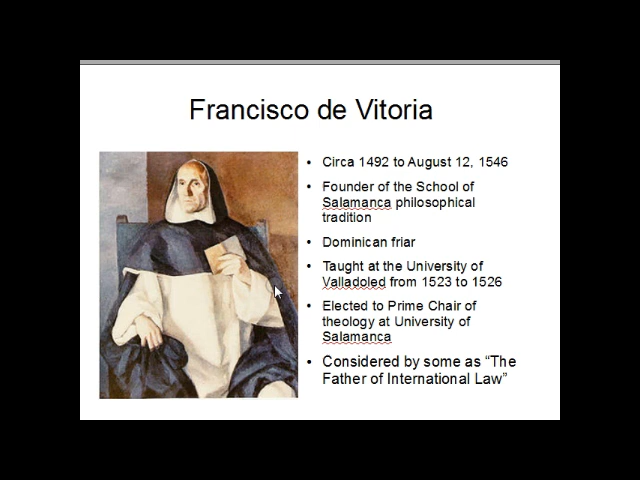 Francisco de Vitoria
• Circa 1492 to August 12, 1546
• Founder of the School of
Salamanca philosophical
tradition
• Dominican friar
• Taught at the University of
Valladoled from 1523 to 1526
• Elected to Prime Chair of
theology at University of
Salamanca
• Considered by some as “The
Father of International Law”